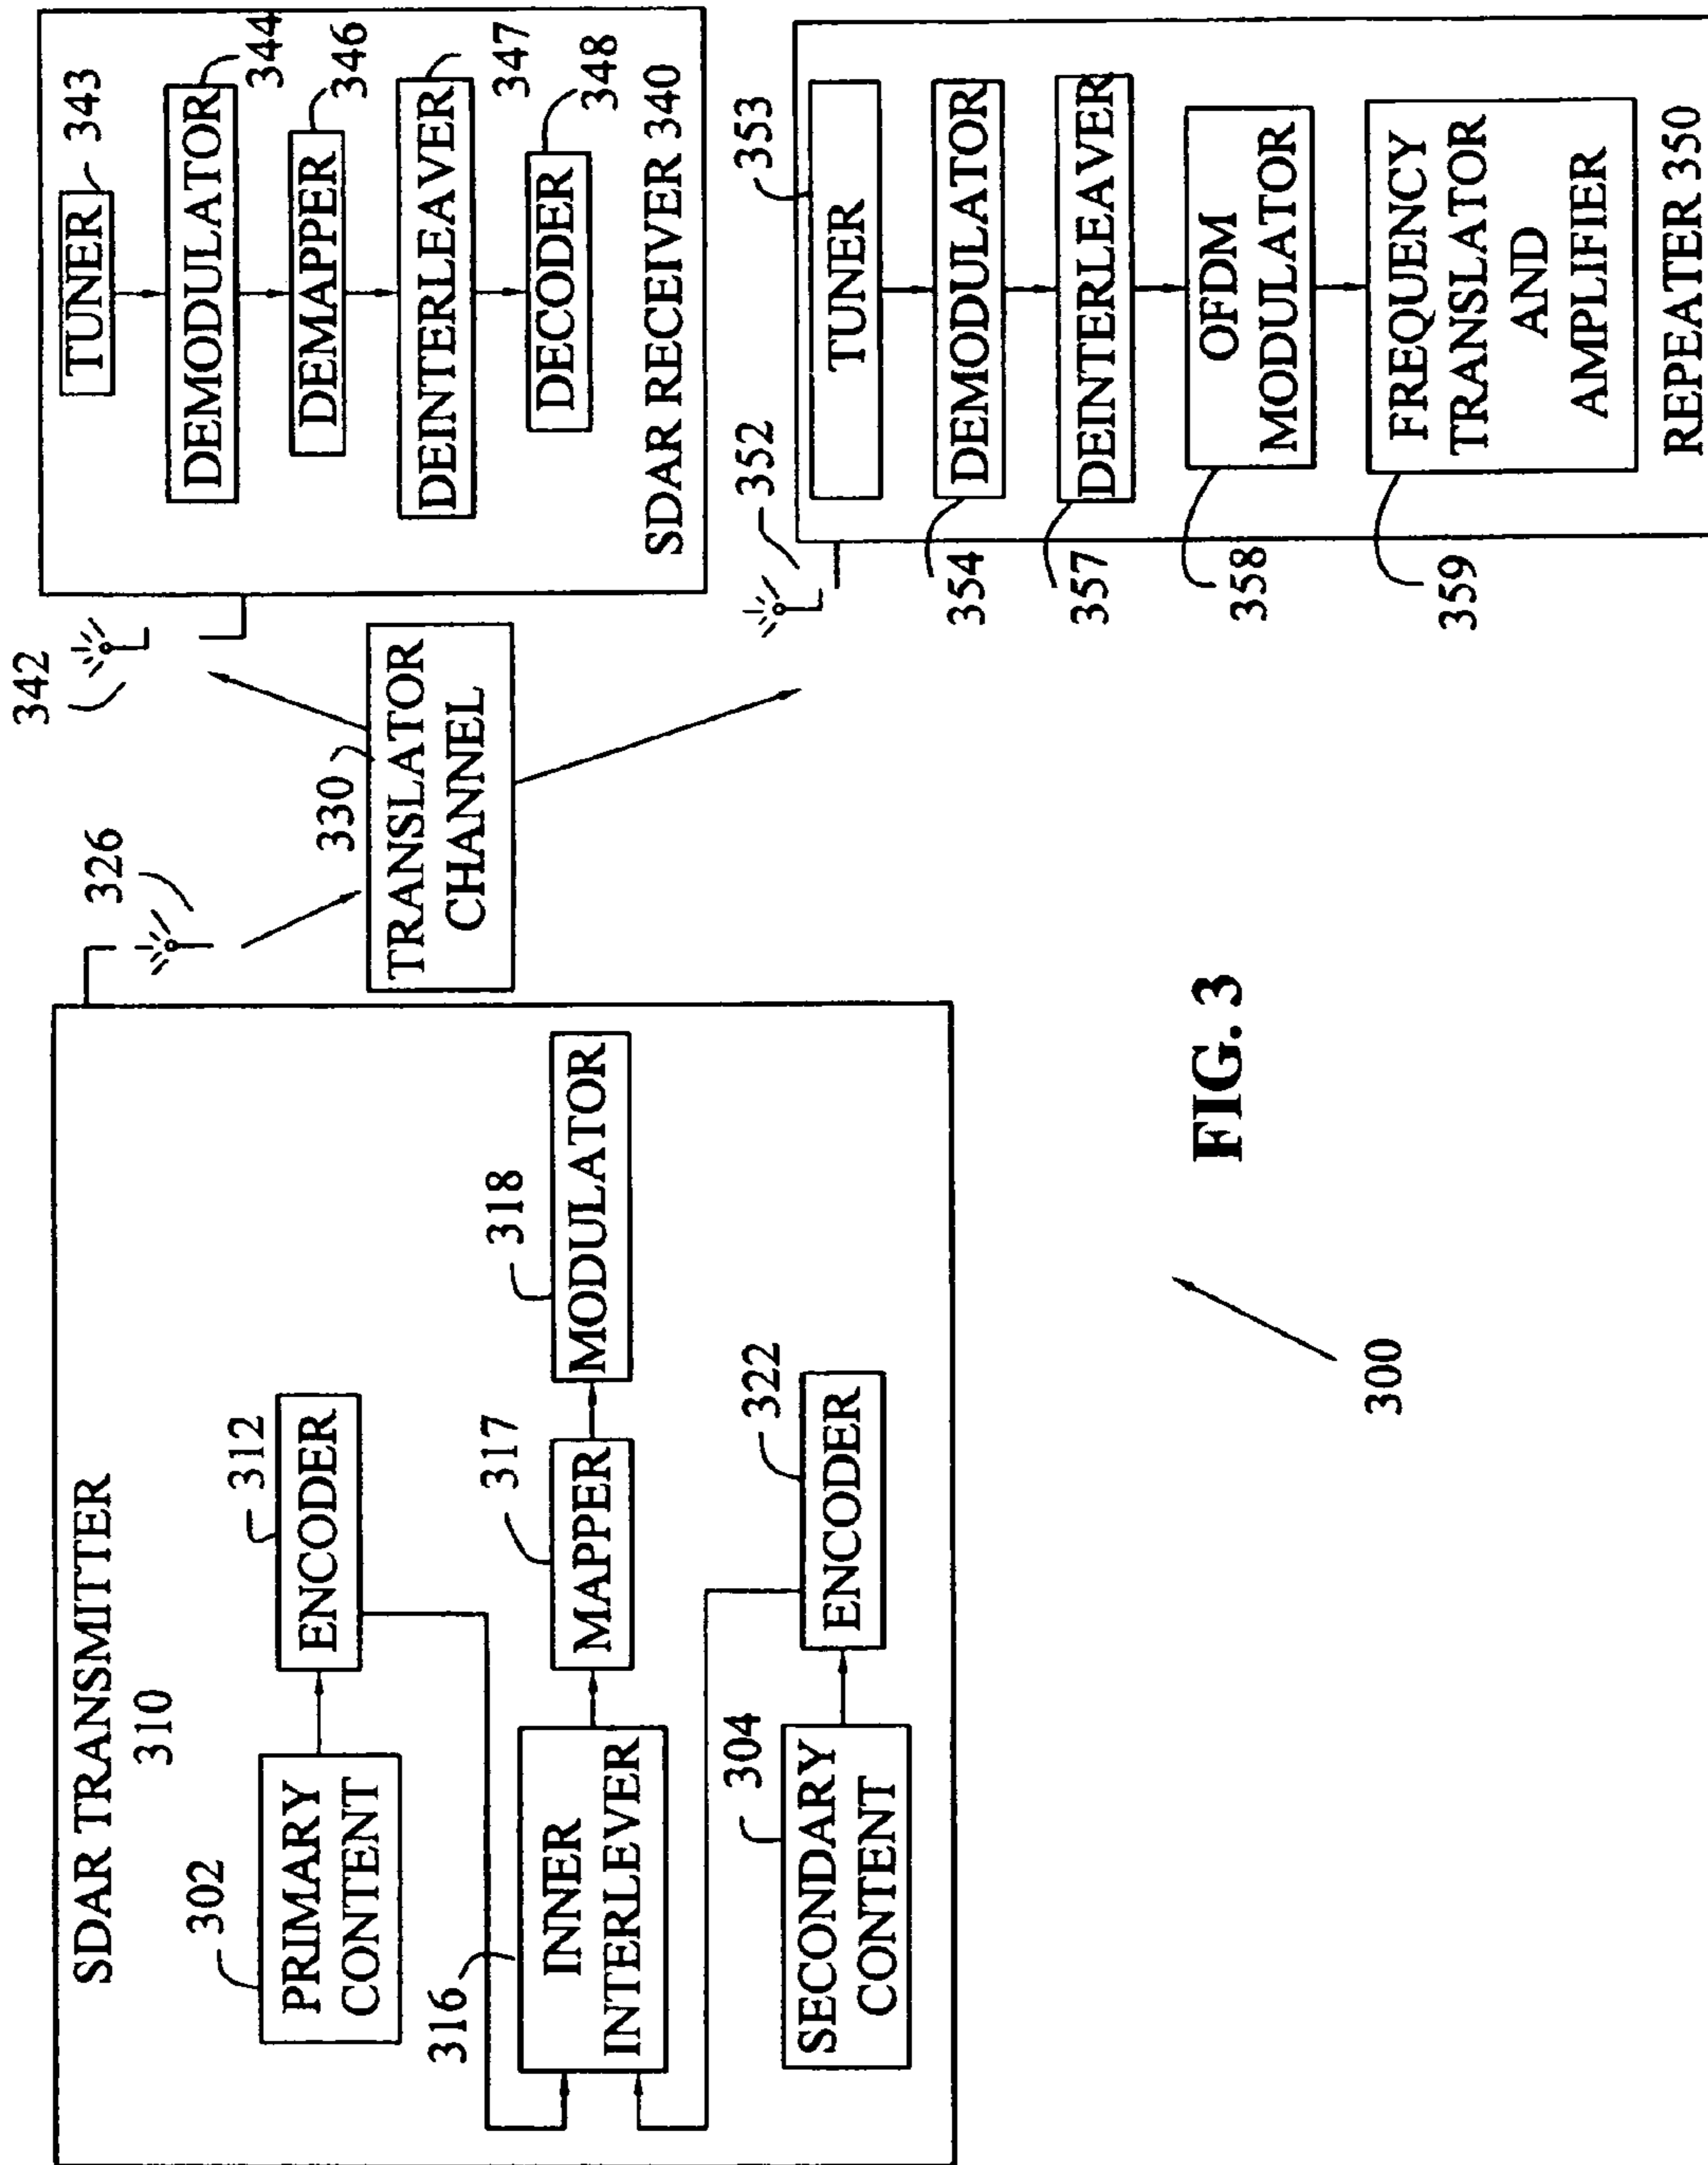 SDAR TRANSMITTER
310
302
PRIMARY
CONTENT
312
ENCODER
316
INNER
INTERLEVER
317
MAPPER
318
MODULATOR
304
SECONDARY
CONTENT
322
ENCODER
326
330
TRANSLATOR
CHANNEL
342
TUNER
343
DEMODULATOR
344
DEMAPPER
346
DEINTERLEAVER
347
DECODER
348
SDAR RECEIVER 340
352
353
TUNER
354
DEMODULATOR
357
DEINTERLEAVER
358
OFDM
MODULATOR
359
FREQUENCY
TRANSLATOR
AND
AMPLIFIER
REPEATER 350
300
FIG. 3